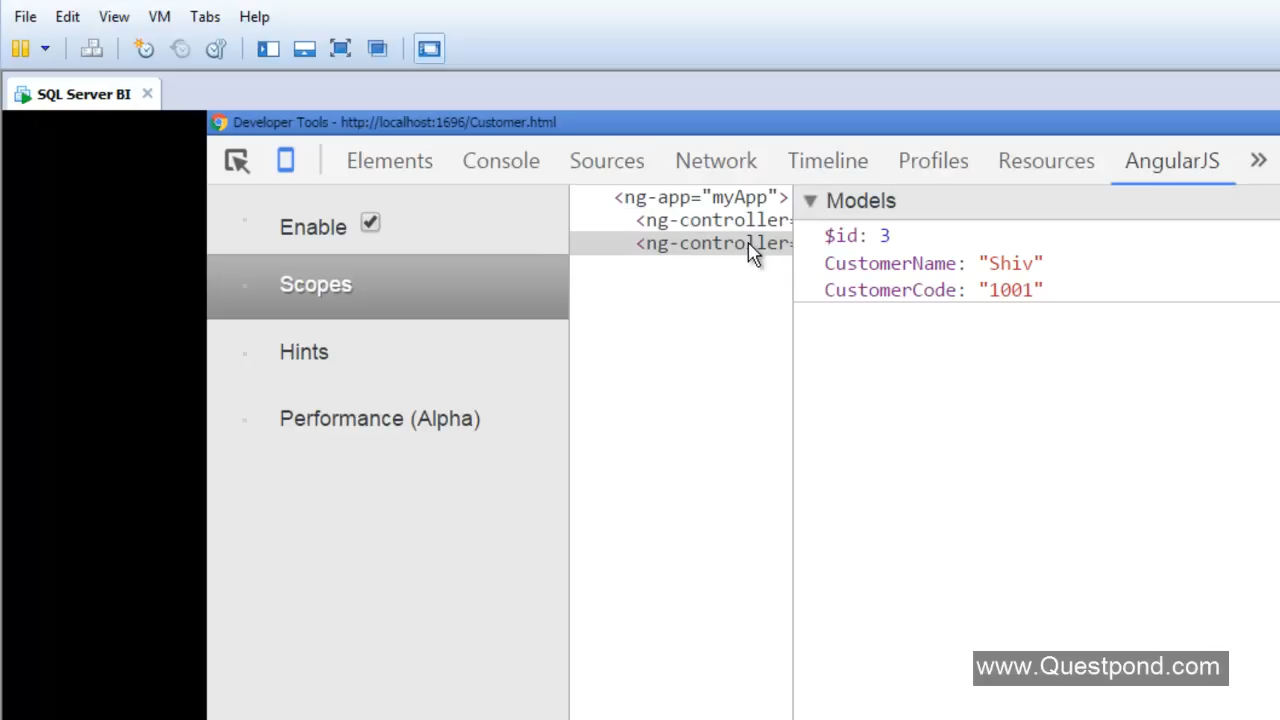 File Edit View VM Tabs Help
SQL Server BI
Developer Tools - http://localhost:1696/Customer.html
Elements Console Sources Network Timeline Profiles Resources AngularJS »
Enable
Scopes
Hints
Performance (Alpha)
<ng-app="myApp">
<ng-controller=
<ng-controller=
Models
$id: 3
CustomerName: "Shiv"
CustomerCode: "1001"
www.Questpond.com